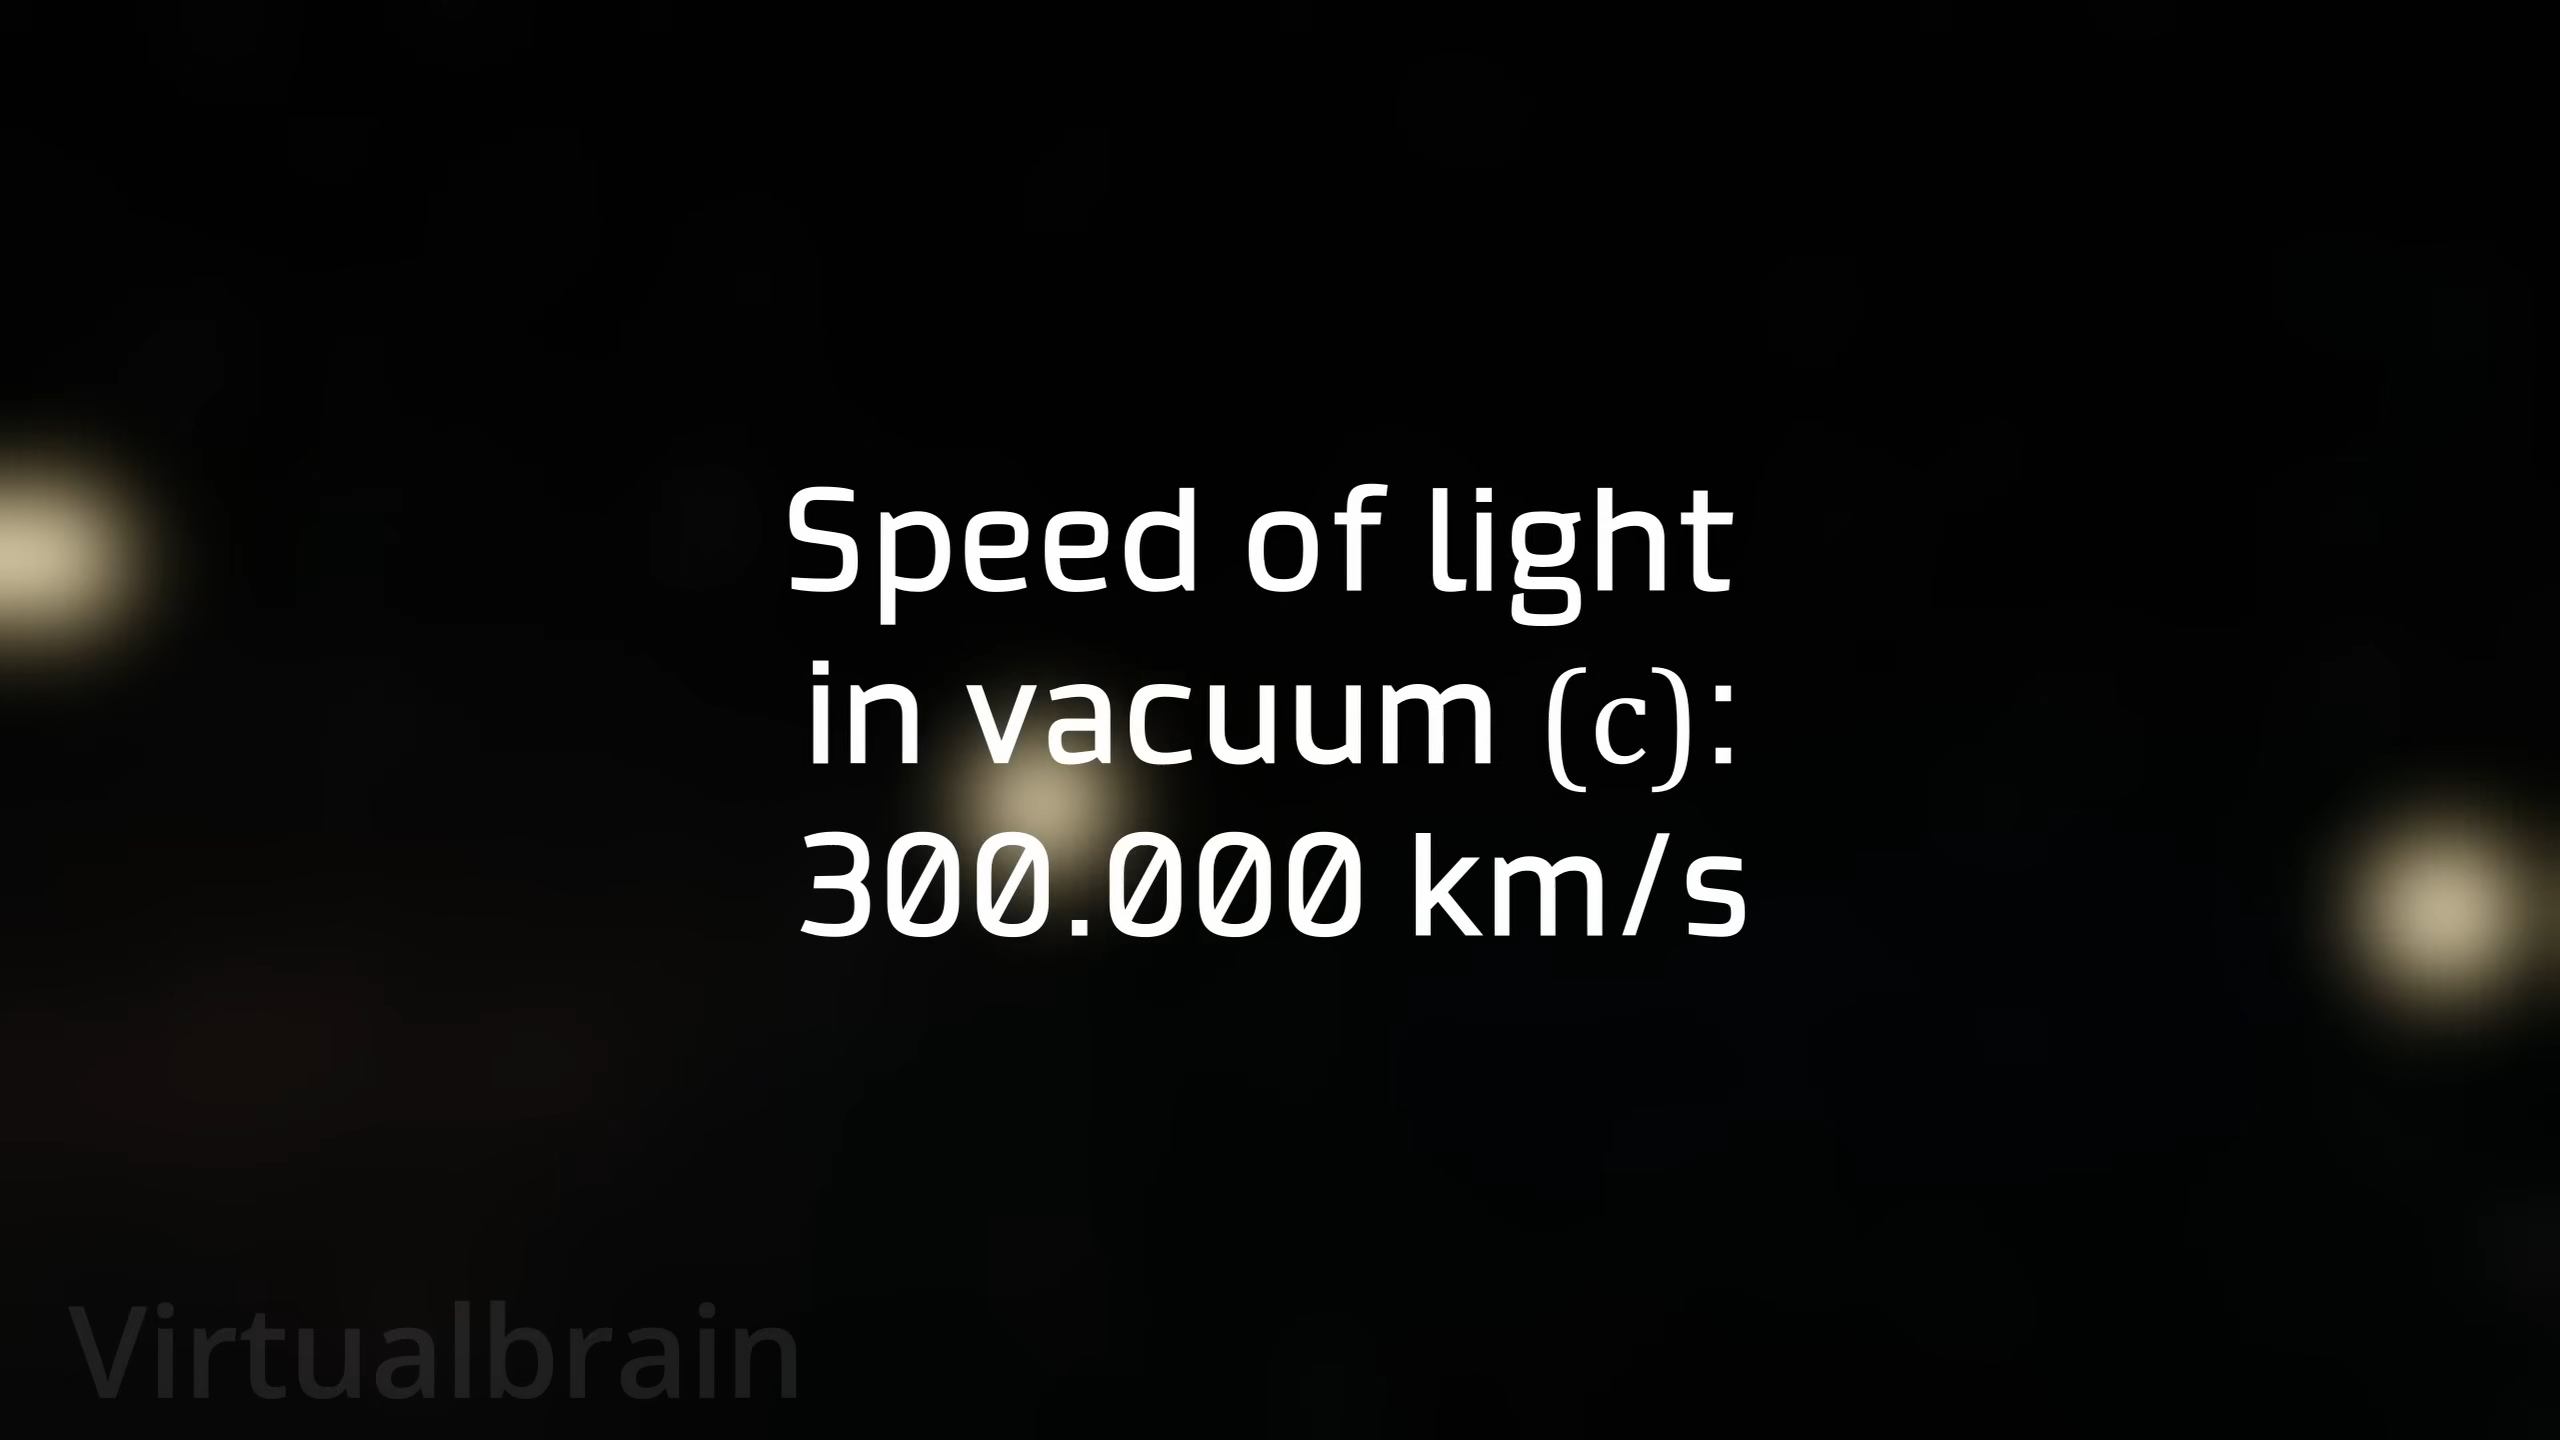 Speed of light
in vacuum (c):
300.000 km/s
Virtualbrain